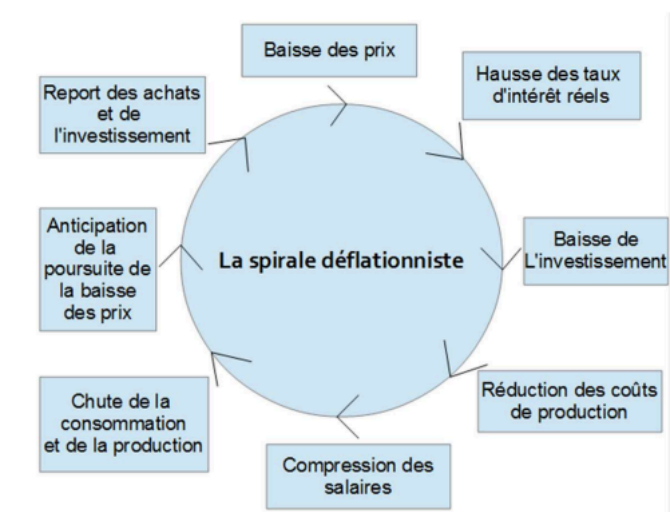 Baisse des prix
Hausse des taux
d'intérêt réels
Baisse de
L'investissement
Réduction des coûts
de production
Compression des
salaires
Chute de la
consommation
et de la production
Anticipation
de la
poursuite de
la baisse
des prix
Report des achats
et de
l'investissement
La spirale déflationniste